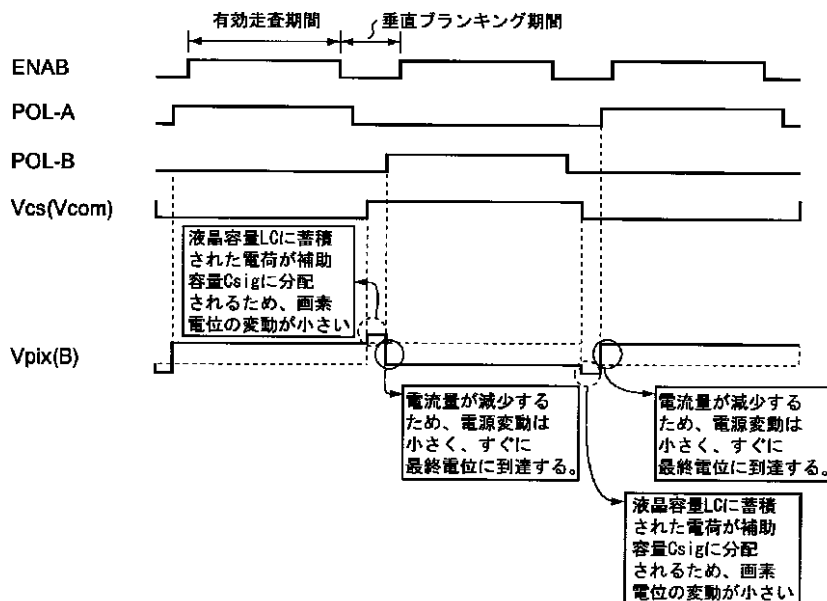 有効走査期間
垂直ブランキング期間
ENAB
POL-A
POL-B
Vcs(Vcom)
液晶容量LCに蓄積
された電荷が補助
容量Csigに分配
されるため、画素
電位の変動が小さい
Vpix(B)
電流量が減少する
ため、電源変動は
小さく、すぐに
最終電位に到達する。
電流量が減少する
ため、電源変動は
小さく、すぐに
最終電位に到達する。
液晶容量LCに蓄積
された電荷が補助
容量Csigに分配
されるため、画素
電位の変動が小さい